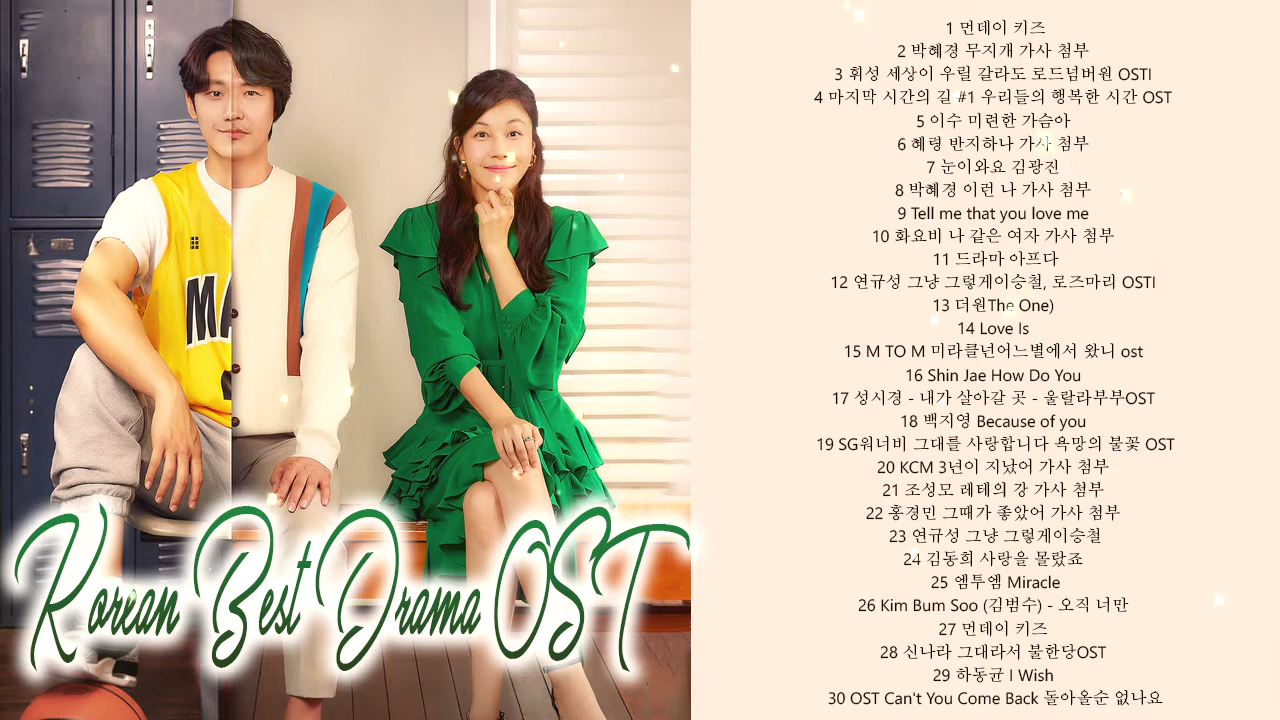 MA
Korean Best Drama OST
1 먼데이 키즈
2 박혜경 무지개 가사 첨부
3 휘성 세상이 우릴 갈라도 로드넘버원 OST|
4 마지막 시간의 길 #1 우리들의 행복한 시간 OST
5 이수 미련한 가슴아
6 혜령 반지하나 가사 첨부
7 눈이와요 김광진
8 박혜경 이런 나 가사 첨부
9 Tell me that you love me
10 화요비 나 같은 여자 가사 첨부
11 드라마 아프다
12 연규성 그냥 그렇게이승철, 로즈마리 OST|
13 더원The One)
14 Love Is
15 M TO M 미라클넌어느별에서 왔니 ost
16 Shin Jae How Do You
17 성시경 - 내가 살아갈 곳 - 울랄라부부OST
18 백지영 Because of you
19 SG워너비 그대를 사랑합니다 욕망의 불꽃 OST
20 KCM 3년이 지났어 가사 첨부
21 조성모 레테의 강 가사 첨부
22 홍경민 그때가 좋았어 가사 첨부
23 연규성 그냥 그렇게이승철
24 김동희 사랑을 몰랐죠
25 엠투엠 Miracle
26 Kim Bum Soo (김범수) - 오직 너만
27 먼데이 키즈
28 신나라 그대라서 불한당OST
29 하동균 I Wish
30 OST Can't You Come Back 돌아올순 없나요